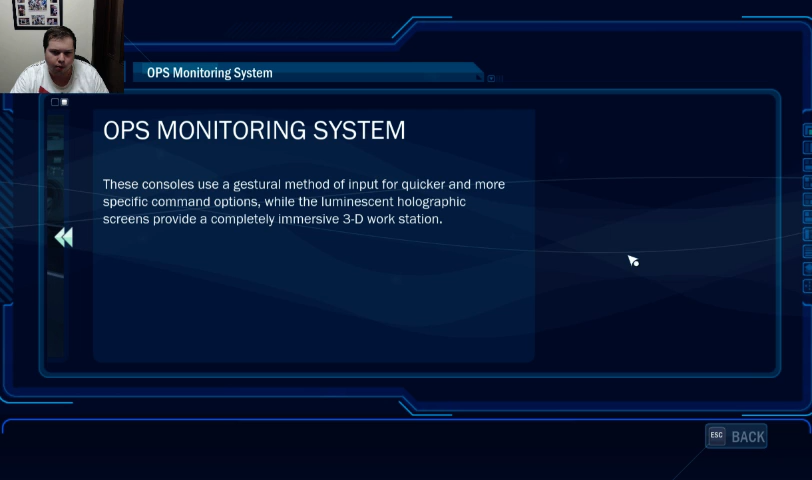 OPS Monitoring System
OPS MONITORING SYSTEM
These consoles use a gestural method of input for quicker and more
specific command options, while the luminescent holographic
screens provide a completely immersive 3-D work station.
ESC BACK